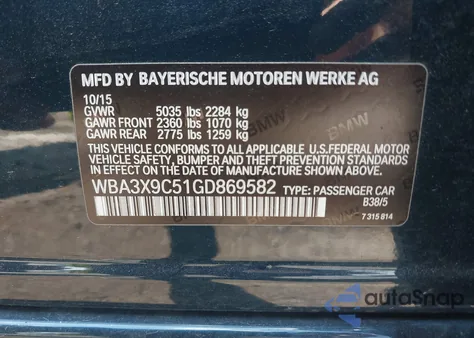 MFD BY BAYERISCHE MOTOREN WERKE AG
10/15
GVWR 5035 lbs 2284 kg
GAWR FRONT 2360 lbs 1070 kg
GAWR REAR 2775 lbs 1259 kg
THIS VEHICLE CONFORMS TO ALL APPLICABLE U.S.FEDERAL MOTOR
VEHICLE SAFETY, BUMPER AND THEFT PREVENTION STANDARDS
IN EFFECT ON THE DATE OF MANUFACTURE SHOWN ABOVE.
WBA3X9C51GD869582 TYPE: PASSENGER CAR
B38/5
7 315 814
BMW
BMW
autoSnap